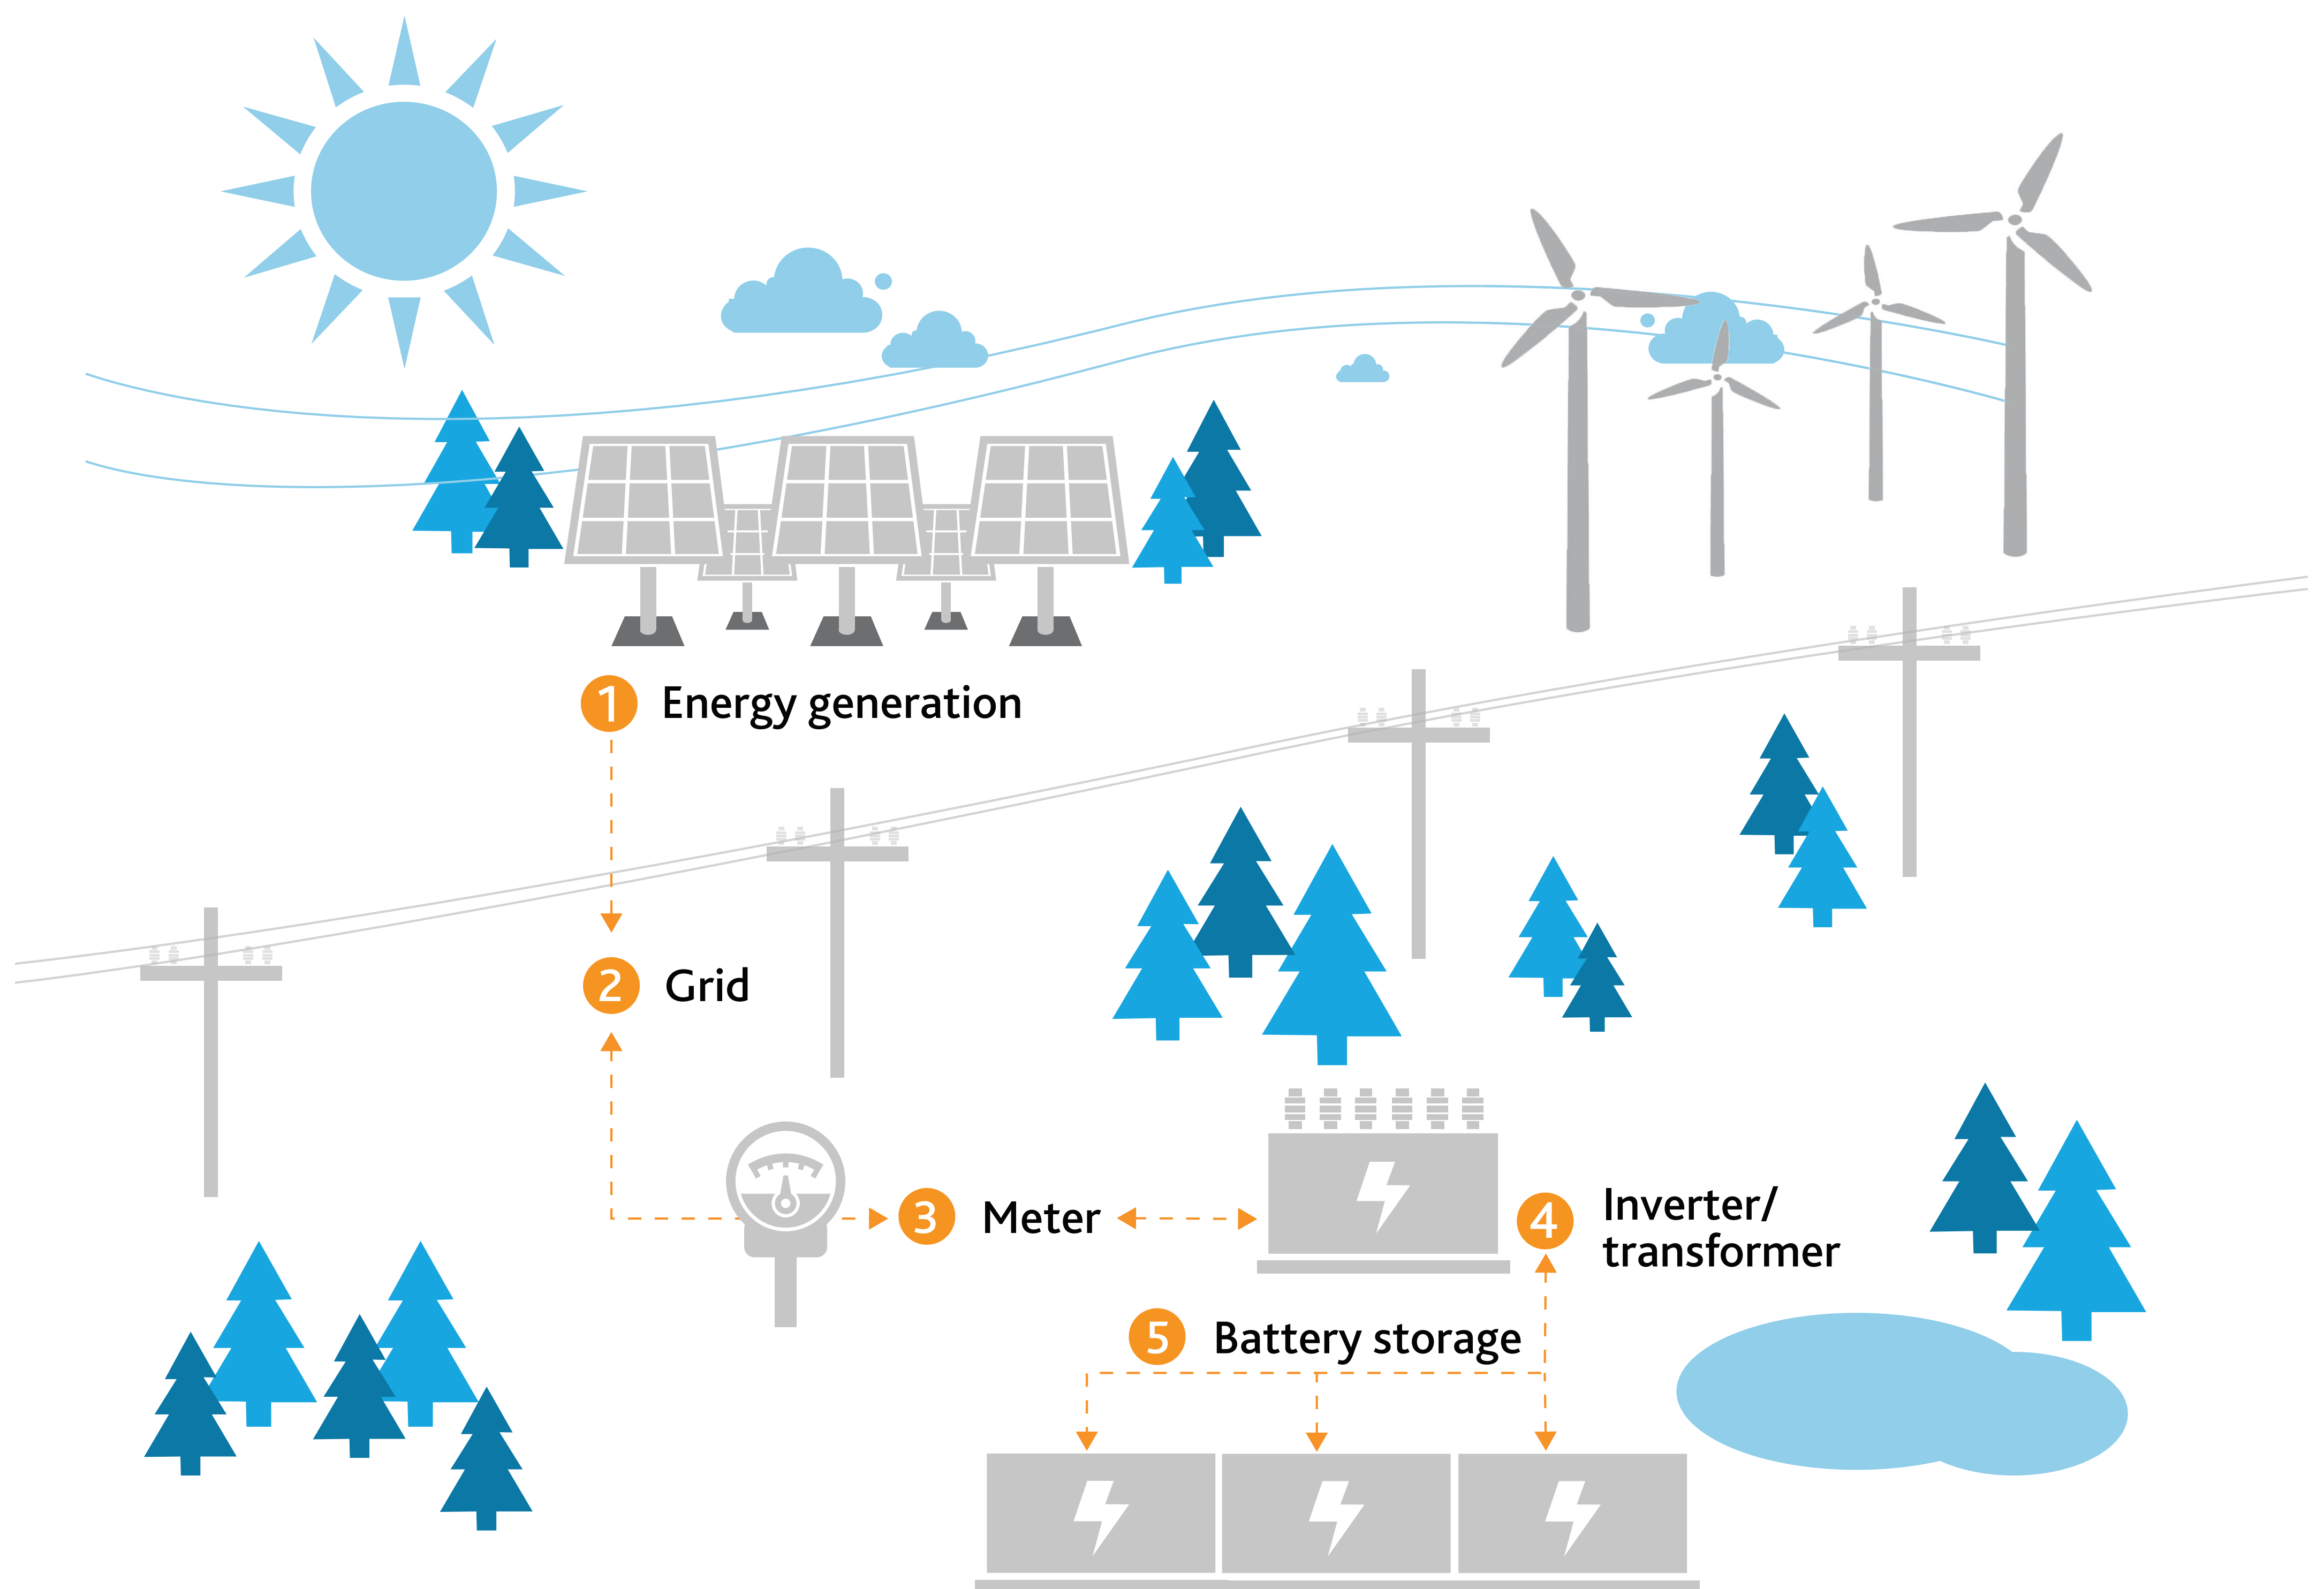 1 Energy generation
2 Grid
3 Meter
4 Inverter/
transformer
5 Battery storage